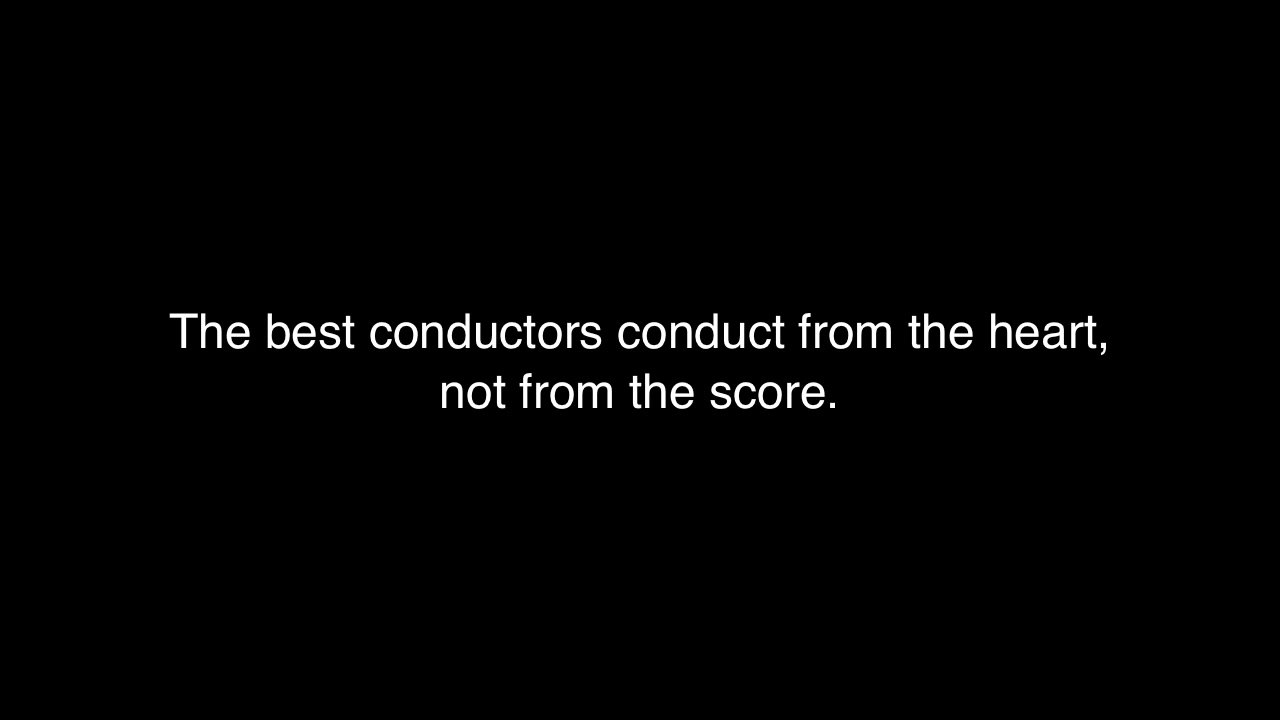 The best conductors conduct from the heart,
not from the score.